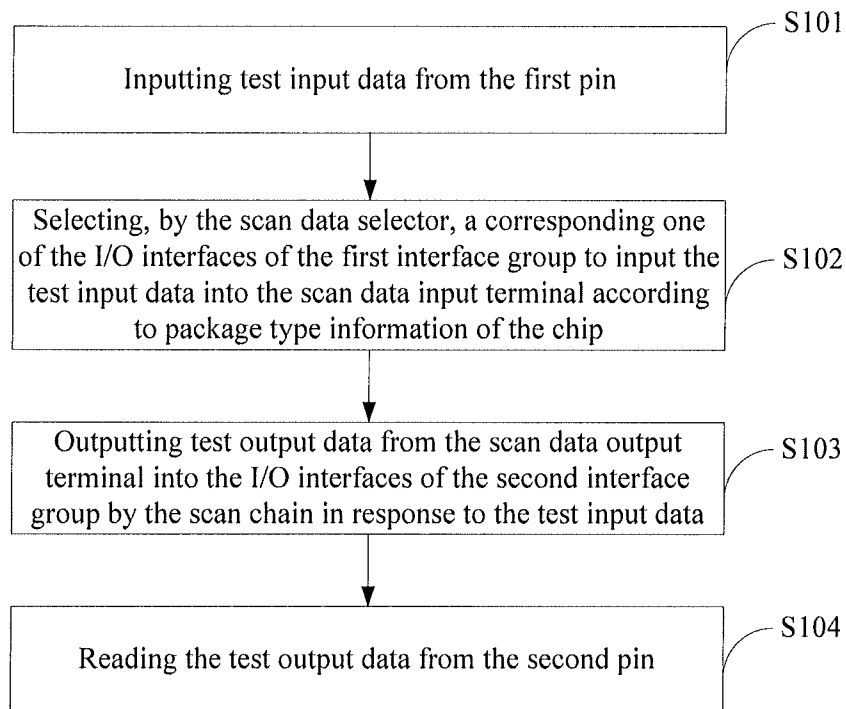 S101
Inputting test input data from the first pin
Selecting, by the scan data selector, a corresponding one
of the I/O interfaces of the first interface group to input the
test input data into the scan data input terminal according
to package type information of the chip
S102
Outputting test output data from the scan data output
terminal into the I/O interfaces of the second interface
group by the scan chain in response to the test input data
S103
Reading the test output data from the second pin
S104